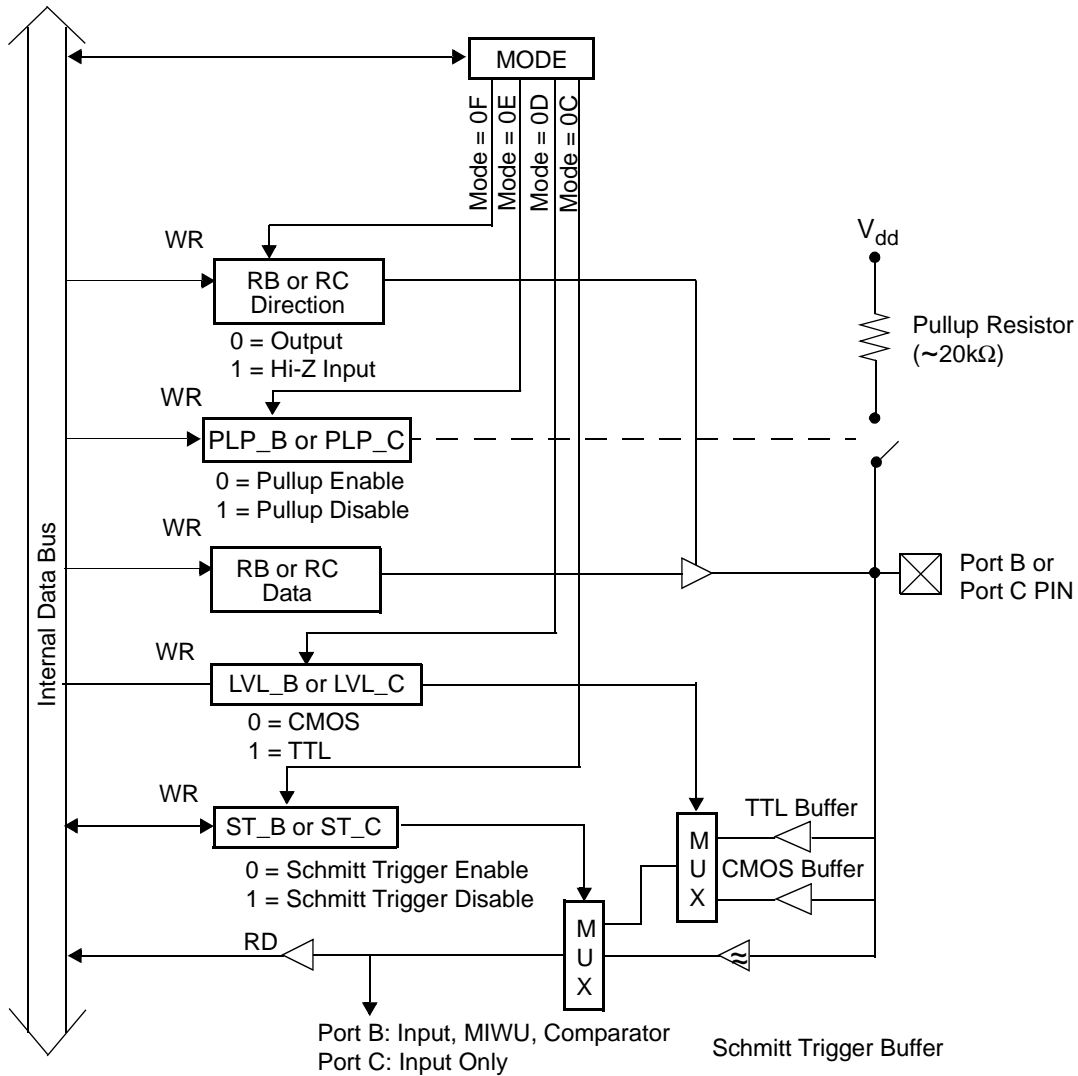 MODE
Mode = 0F
Mode = 0E
Mode = 0D
Mode = 0C
WR
RB or RC
Direction
0 = Output
1 = Hi-Z Input
Vdd
Pullup Resistor
(~20kΩ)
WR
PLP_B or PLP_C
0 = Pullup Enable
1 = Pullup Disable
WR
RB or RC
Data
Port B or
Port C PIN
Internal Data Bus
WR
LVL_B or LVL_C
0 = CMOS
1 = TTL
WR
ST_B or ST_C
0 = Schmitt Trigger Enable
1 = Schmitt Trigger Disable
TTL Buffer
CMOS Buffer
MUX
MUX
RD
≈
Port B: Input, MIWU, Comparator
Port C: Input Only
Schmitt Trigger Buffer